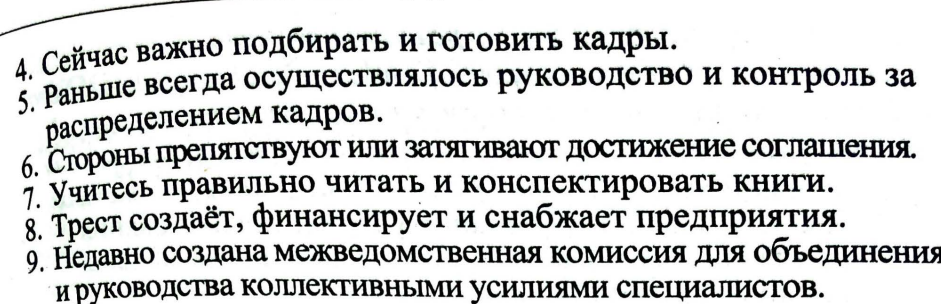 4. Сейчас важно подбирать и готовить кадры.
5. Раньше всегда осуществлялось руководство и контроль за
распределением кадров.
6. Стороны препятствуют или затягивают достижение соглашения.
7. Учитесь правильно читать и конспектировать книги.
8. Трест создаёт, финансирует и снабжает предприятия.
9. Недавно создана межведомственная комиссия для объединения
и руководства коллективными усилиями специалистов.